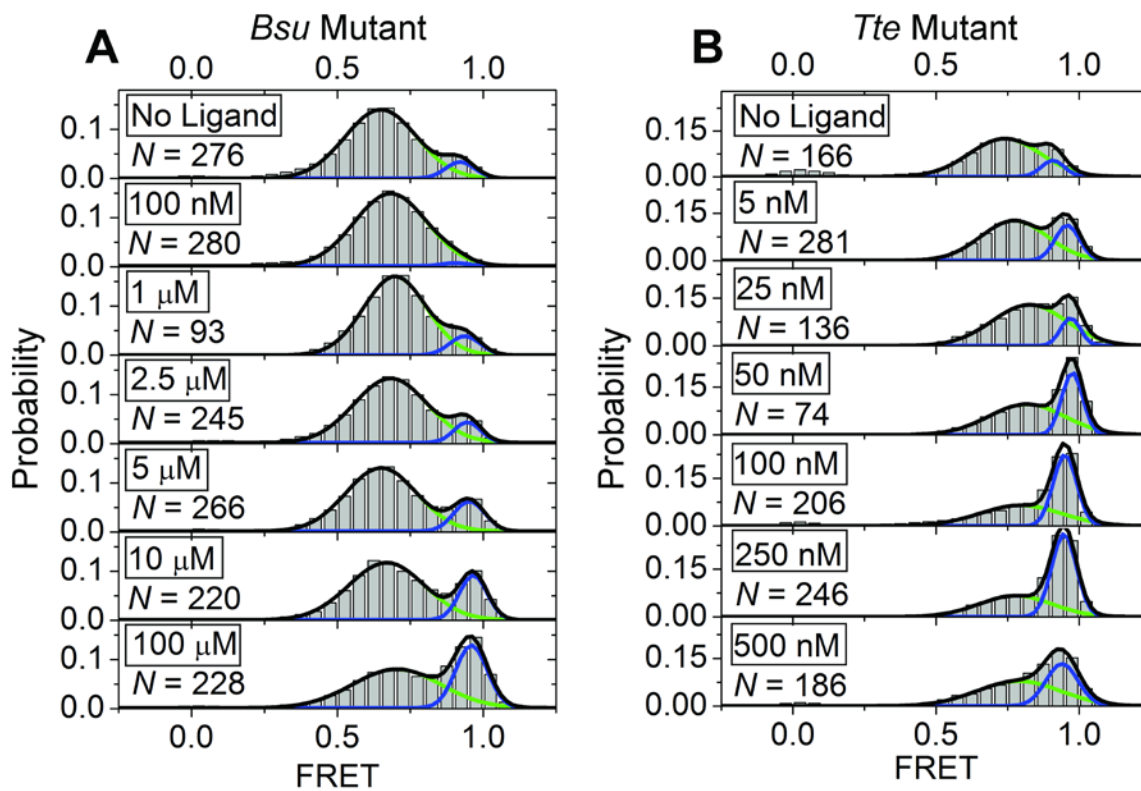 A
Bsu Mutant
0.0 0.5 1.0
No Ligand
N = 276
0.1
0.0
100 nM
N = 280
0.1
0.0
1 μM
N = 93
0.1
0.0
2.5 μM
N = 245
0.1
0.0
5 μM
N = 266
0.1
0.0
10 μM
N = 220
0.1
0.0
100 μM
N = 228
0.1
0.0
Probability
0.0 0.5 1.0
FRET
B
Tte Mutant
0.0 0.5 1.0
No Ligand
N = 166
0.15
0.00
5 nM
N = 281
0.15
0.00
25 nM
N = 136
0.15
0.00
50 nM
N = 74
0.15
0.00
100 nM
N = 206
0.15
0.00
250 nM
N = 246
0.15
0.00
500 nM
N = 186
0.15
0.00
Probability
0.0 0.5 1.0
FRET